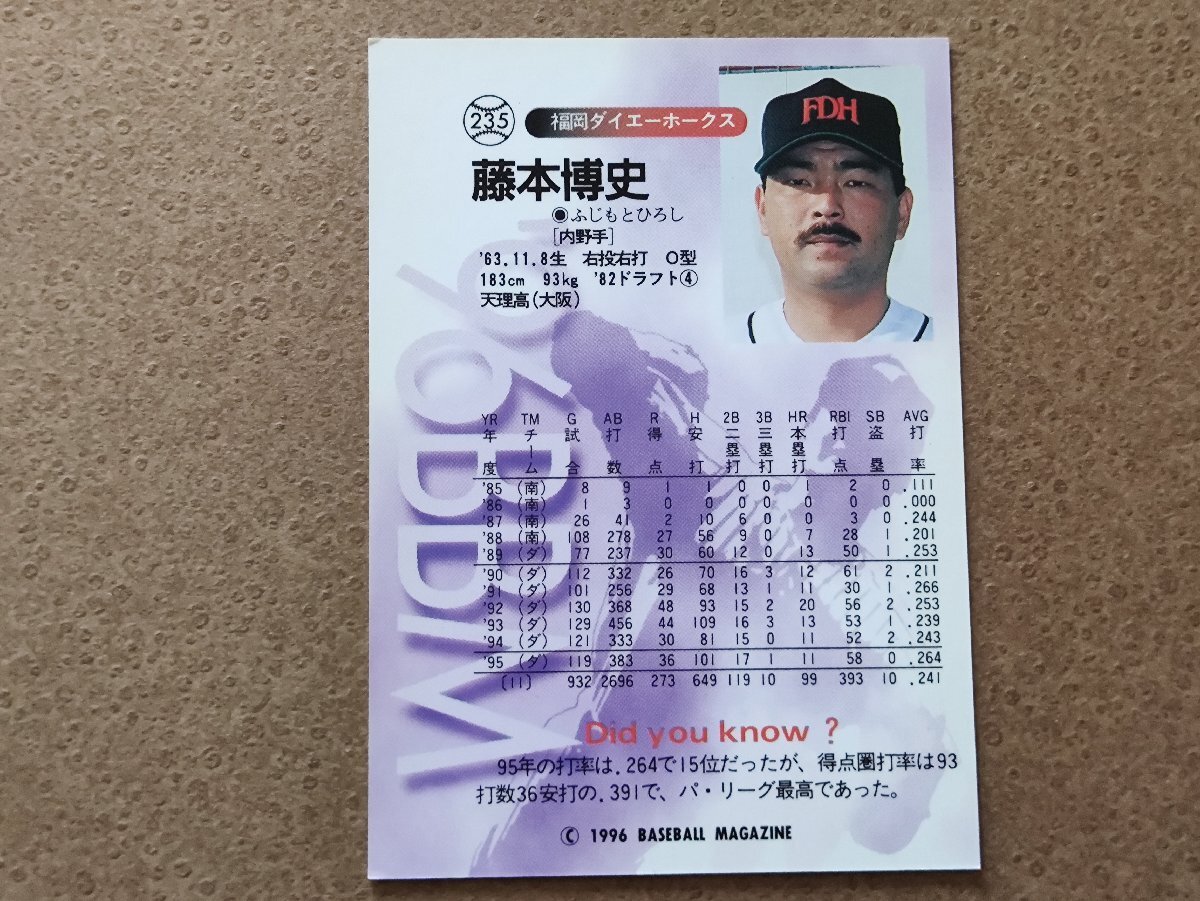 235 福岡ダイエーホークス
FDH
藤本博史
◉ふじもとひろし
[内野手]
'63.11.8生 右投右打 O型
183cm 93kg '82ドラフト④
天理高(大阪)
'96 BBM
YR TM G AB R H 2B 3B HR RBI SB AVG
年度 チーム 試合 打数 得点 安打 二塁打 三塁打 本塁打 打点 盗塁 打率
'85 (南) 8 9 1 1 0 0 1 2 0 .111
'86 (南) 1 3 0 0 0 0 0 0 0 .000
'87 (南) 26 41 2 10 6 0 0 3 0 .244
'88 (南) 108 278 27 56 9 0 7 28 1 .201
'89 (ダ) 77 237 30 60 12 0 13 50 1 .253
'90 (ダ) 112 332 26 70 16 3 12 61 2 .211
'91 (ダ) 101 256 29 68 13 1 11 30 1 .266
'92 (ダ) 130 368 48 93 15 2 20 56 2 .253
'93 (ダ) 129 456 44 109 16 3 13 53 1 .239
'94 (ダ) 121 333 30 81 15 0 11 52 2 .243
'95 (ダ) 119 383 36 101 17 1 11 58 0 .264
[11] 932 2696 273 649 119 10 99 393 10 .241
Did you know ?
95年の打率は.264で15位だったが、得点圏打率は93
打数36安打の.391で、パ・リーグ最高であった。
© 1996 BASEBALL MAGAZINE